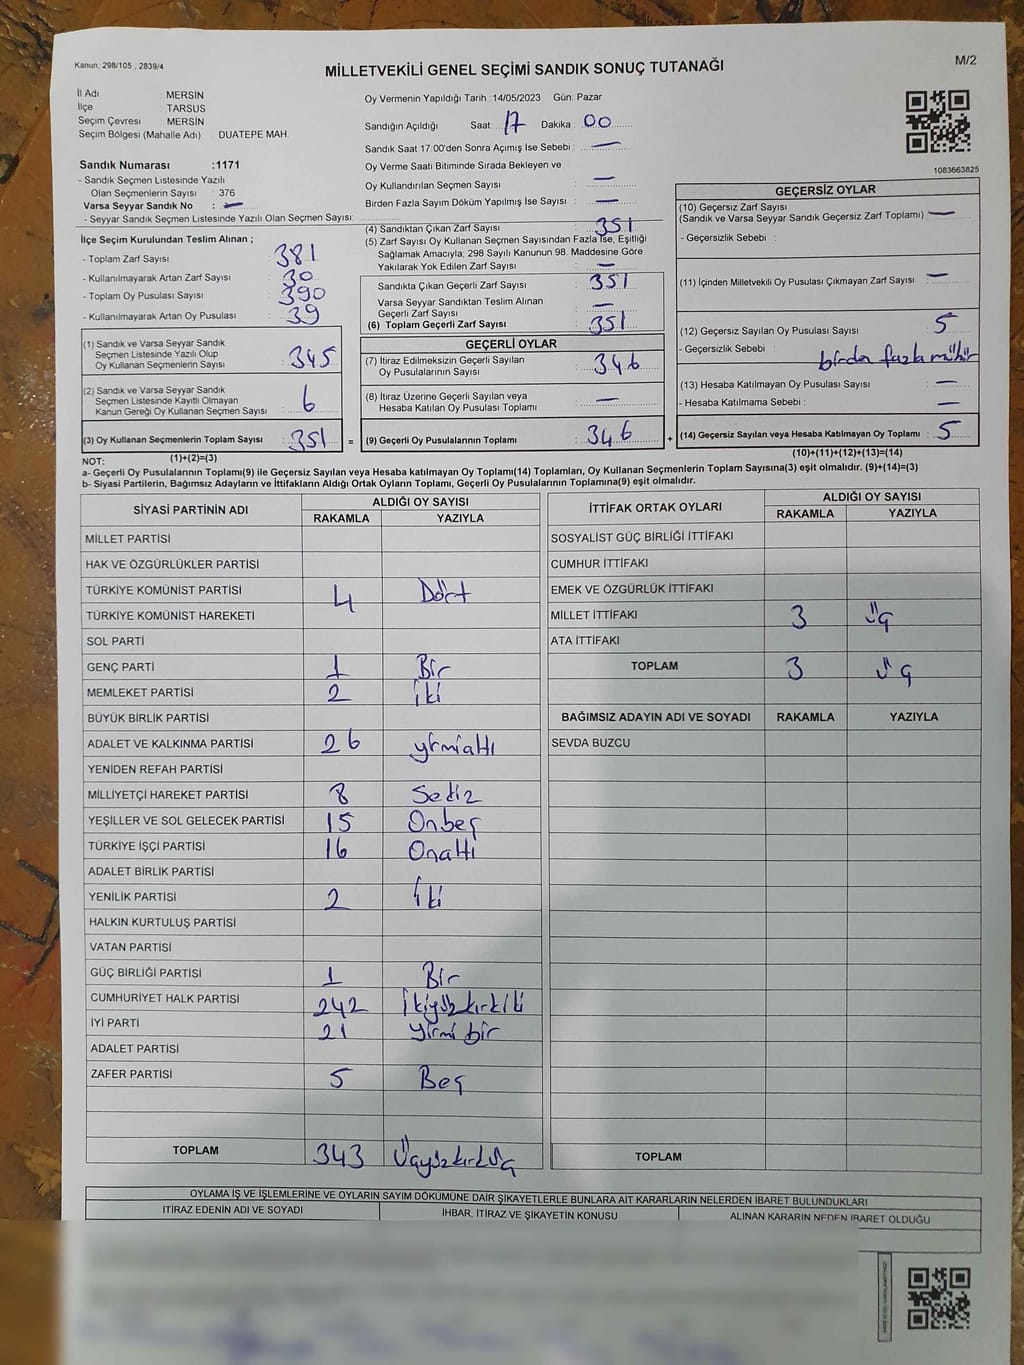 Kanun: 298/105 , 2839/4
MİLLETVEKİLİ GENEL SEÇİMİ SANDIK SONUÇ TUTANAĞI
M/2
İl Adı MERSİN
İlçe TARSUS
Seçim Çevresi MERSİN
Seçim Bölgesi (Mahalle Adı) : DUATEPE MAH.
Sandık Numarası :1171
- Sandık Seçmen Listesinde Yazılı
Olan Seçmenlerin Sayısı : 376
Varsa Seyyar Sandık No : —
- Seyyar Sandık Seçmen Listesinde Yazılı Olan Seçmen Sayısı:
Oy Vermenin Yapıldığı Tarih : 14/05/2023 Gün: Pazar
Sandığın Açıldığı Saat: 17 Dakika : 00
Sandık Saat 17:00'den Sonra Açımış İse Sebebi : —
Oy Verme Saati Bitiminde Sırada Bekleyen ve
Oy Kullandırılan Seçmen Sayısı : —
Birden Fazla Sayım Döküm Yapılmış İse Sayısı : —
1083663825
İlçe Seçim Kurulundan Teslim Alınan ;
- Toplam Zarf Sayısı : 381
- Kullanılmayarak Artan Zarf Sayısı : 30
- Toplam Oy Pusulası Sayısı : 390
- Kullanılmayarak Artan Oy Pusulası : 39
(4) Sandıktan Çıkan Zarf Sayısı : 351
(5) Zarf Sayısı Oy Kullanan Seçmen Sayısından Fazla İse, Eşitliği
Sağlamak Amacıyla; 298 Sayılı Kanunun 98. Maddesine Göre
Yakılarak Yok Edilen Zarf Sayısı : —
Sandıkta Çıkan Geçerli Zarf Sayısı : 351
Varsa Seyyar Sandıktan Teslim Alınan
Geçerli Zarf Sayısı : —
(6) Toplam Geçerli Zarf Sayısı : 351
GEÇERSİZ OYLAR
(10) Geçersiz Zarf Sayısı
(Sandık ve Varsa Seyyar Sandık Geçersiz Zarf Toplamı) : —
- Geçersizlik Sebebi :
(11) İçinden Milletvekili Oy Pusulası Çıkmayan Zarf Sayısı : —
(12) Geçersiz Sayılan Oy Pusulası Sayısı : 5
- Geçersizlik Sebebi : birden fazla mühür
(13) Hesaba Katılmayan Oy Pusulası Sayısı : —
- Hesaba Katılmama Sebebi : —
(14) Geçersiz Sayılan veya Hesaba Katılmayan Oy Toplamı : 5
(10)+(11)+(12)+(13)=(14)
(1) Sandık ve Varsa Seyyar Sandık
Seçmen Listesinde Yazılı Olup
Oy Kullanan Seçmenlerin Sayısı : 345
(2) Sandık ve Varsa Seyyar Sandık
Seçmen Listesinde Kayıtlı Olmayan
Kanun Gereği Oy Kullanan Seçmen Sayısı : 6
(3) Oy Kullanan Seçmenlerin Toplam Sayısı : 351 =
(1)+(2)=(3)
GEÇERLİ OYLAR
(7) İtiraz Edilmeksizin Geçerli Sayılan
Oy Pusulalarının Sayısı : 346
(8) İtiraz Üzerine Geçerli Sayılan veya
Hesaba Katılan Oy Pusulası Toplamı : —
(9) Geçerli Oy Pusulalarının Toplamı : 346 +
NOT:
a- Geçerli Oy Pusulalarının Toplamı(9) ile Geçersiz Sayılan veya Hesaba katılmayan Oy Toplamı(14) Toplamları, Oy Kullanan Seçmenlerin Toplam Sayısına(3) eşit olmalıdır. (9)+(14)=(3)
b- Siyasi Partilerin, Bağımsız Adayların ve İttifakların Aldığı Ortak Oyların Toplamı, Geçerli Oy Pusulalarının Toplamına(9) eşit olmalıdır.
SİYASİ PARTİNİN ADI ALDIĞI OY SAYISI
RAKAMLA YAZIYLA
MİLLET PARTİSİ
HAK VE ÖZGÜRLÜKLER PARTİSİ
TÜRKİYE KOMÜNİST PARTİSİ 4 Dört
TÜRKİYE KOMÜNİST HAREKETİ
SOL PARTİ
GENÇ PARTİ 1 Bir
MEMLEKET PARTİSİ 2 İki
BÜYÜK BİRLİK PARTİSİ
ADALET VE KALKINMA PARTİSİ 26 yirmialtı
YENİDEN REFAH PARTİSİ
MİLLİYETÇİ HAREKET PARTİSİ 8 Sekiz
YEŞİLLER VE SOL GELECEK PARTİSİ 15 Onbeş
TÜRKİYE İŞÇİ PARTİSİ 16 Onaltı
ADALET BİRLİK PARTİSİ
YENİLİK PARTİSİ 2 İki
HALKIN KURTULUŞ PARTİSİ
VATAN PARTİSİ
GÜÇ BİRLİĞİ PARTİSİ 1 Bir
CUMHURİYET HALK PARTİSİ 242 İkiyüzkırkiki
İYİ PARTİ 21 yirmi bir
ADALET PARTİSİ
ZAFER PARTİSİ 5 Beş
TOPLAM 343 Üçyüzkırküç
İTTİFAK ORTAK OYLARI ALDIĞI OY SAYISI
RAKAMLA YAZIYLA
SOSYALİST GÜÇ BİRLİĞİ İTTİFAKI
CUMHUR İTTİFAKI
EMEK VE ÖZGÜRLÜK İTTİFAKI
MİLLET İTTİFAKI 3 Üç
ATA İTTİFAKI
TOPLAM 3 Üç
BAĞIMSIZ ADAYIN ADI VE SOYADI RAKAMLA YAZIYLA
SEVDA BUZCU
TOPLAM
OYLAMA İŞ VE İŞLEMLERİNE VE OYLARIN SAYIM DÖKÜMÜNE DAİR ŞİKAYETLERLE BUNLARA AİT KARARLARIN NELERDEN İBARET BULUNDUKLARI
İTİRAZ EDENİN ADI VE SOYADI İHBAR, İTİRAZ VE ŞİKAYETİN KONUSU ALINAN KARARIN NEDEN İBARET OLDUĞU